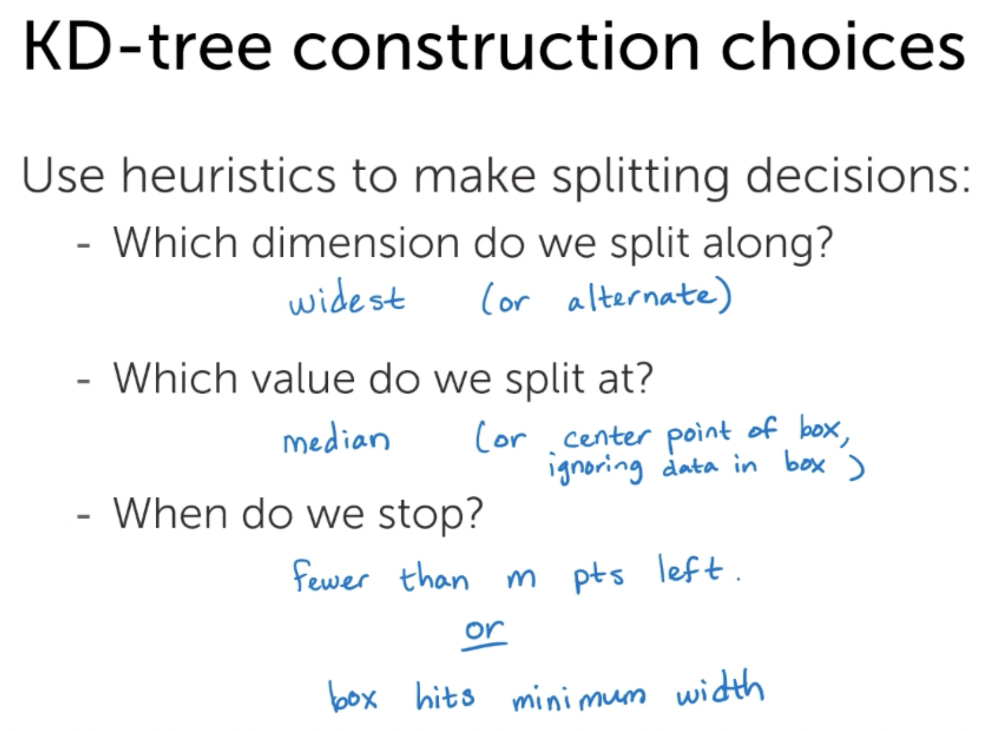 KD-tree construction choices
Use heuristics to make splitting decisions:
- Which dimension do we split along?
widest (or alternate)
- Which value do we split at?
median (or center point of box,
ignoring data in box)
- When do we stop?
fewer than m pts left.
or
box hits minimum width